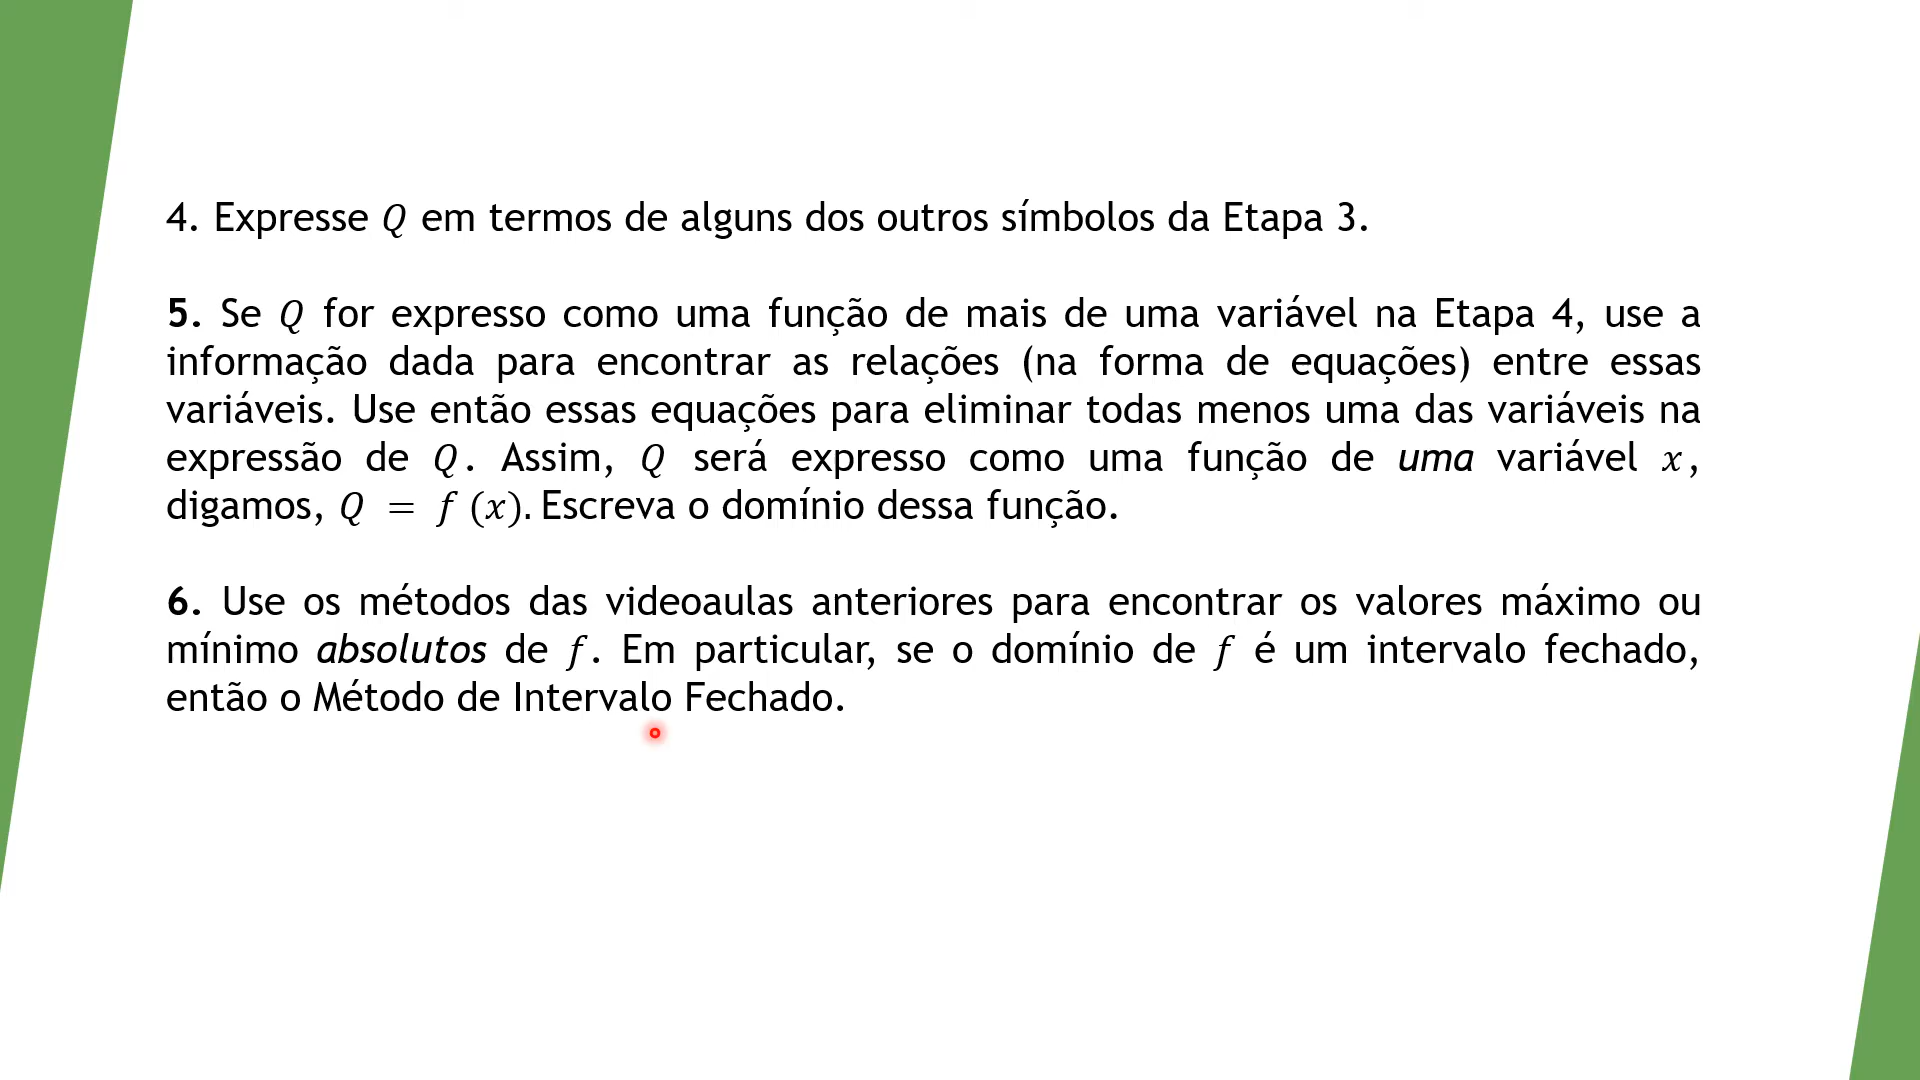 4. Expresse Q em termos de alguns dos outros símbolos da Etapa 3.
5. Se Q for expresso como uma função de mais de uma variável na Etapa 4, use a
informação dada para encontrar as relações (na forma de equações) entre essas
variáveis. Use então essas equações para eliminar todas menos uma das variáveis na
expressão de Q. Assim, Q será expresso como uma função de uma variável x,
digamos, Q = f (x). Escreva o domínio dessa função.
6. Use os métodos das videoaulas anteriores para encontrar os valores máximo ou
mínimo absolutos de f. Em particular, se o domínio de f é um intervalo fechado,
então o Método de Intervalo Fechado.